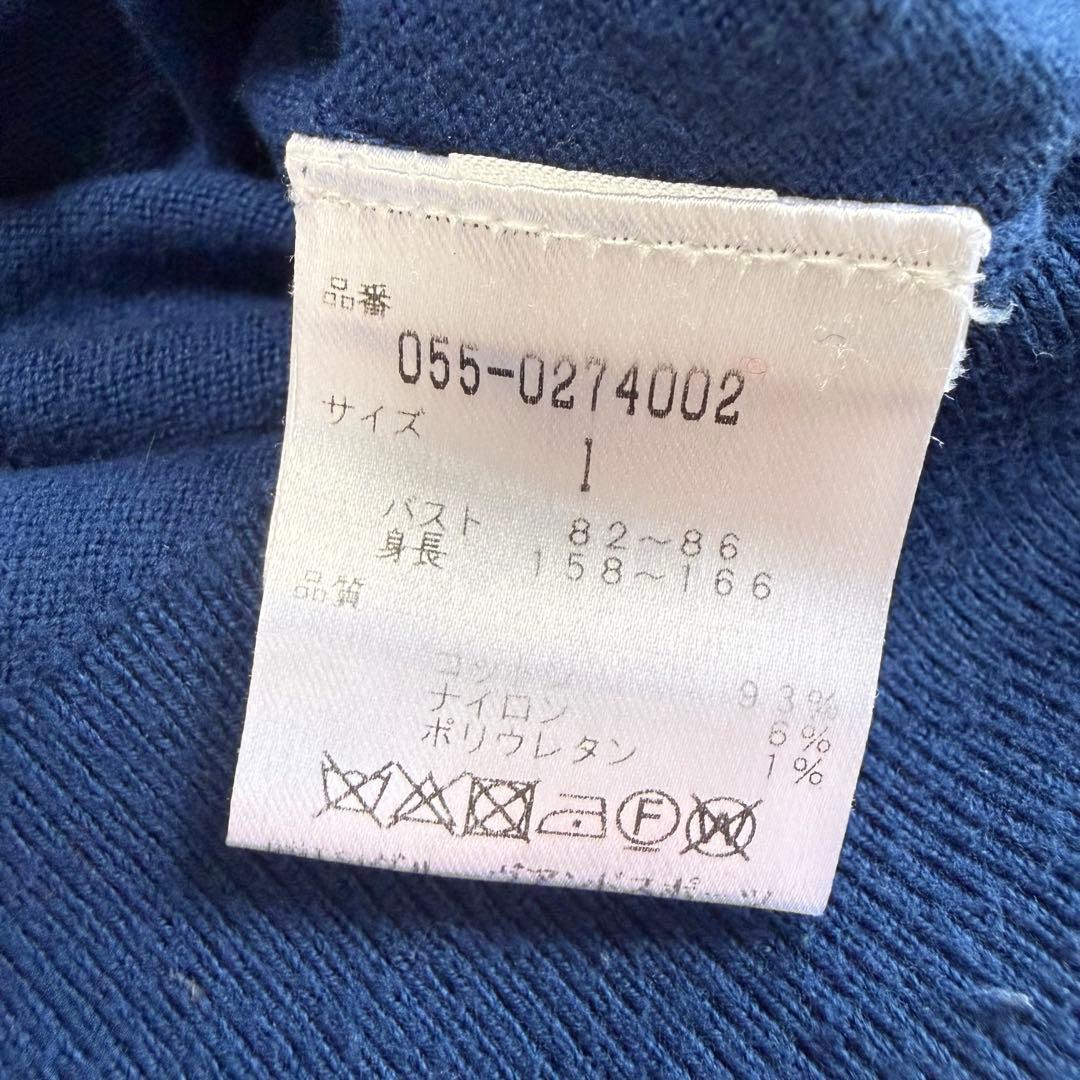 品番
055-0274002
サイズ
1
バスト 82~86
身長 158~166
品質
コットン 93%
ナイロン 6%
ポリウレタン 1%
F
W